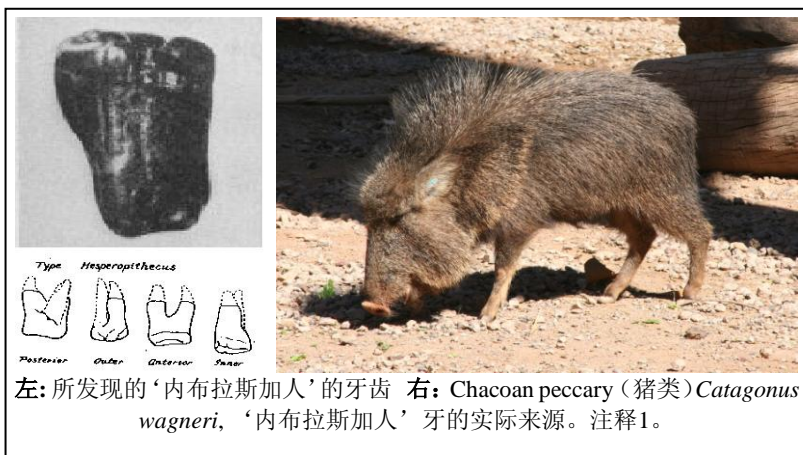 Type Hesperopithecus
Posterior Outer Anterior Inner
左: 所发现的‘内布拉斯加人’的牙齿 右: Chacoan peccary（猪类）Catagonus
wagneri, ‘内布拉斯加人’牙的实际来源。注释1。